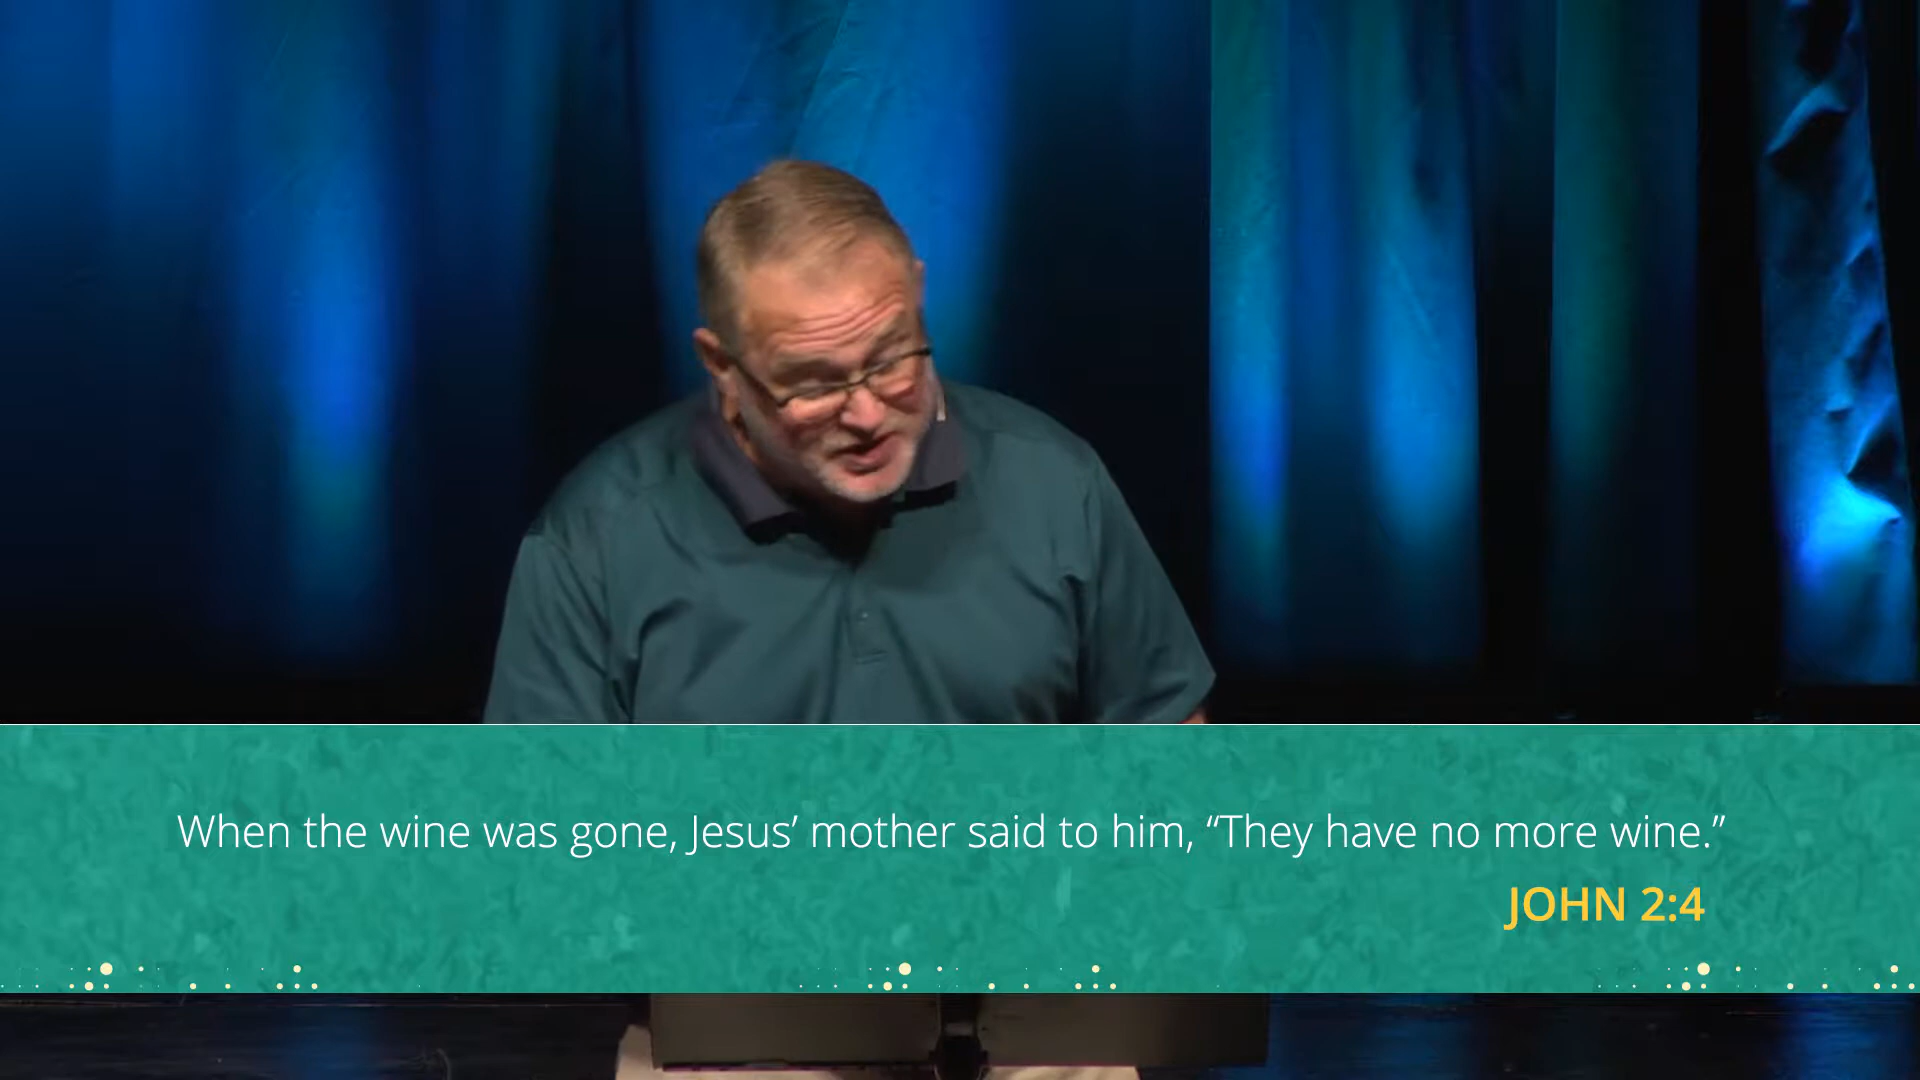 When the wine was gone, Jesus’ mother said to him, “They have no more wine.”
JOHN 2:4